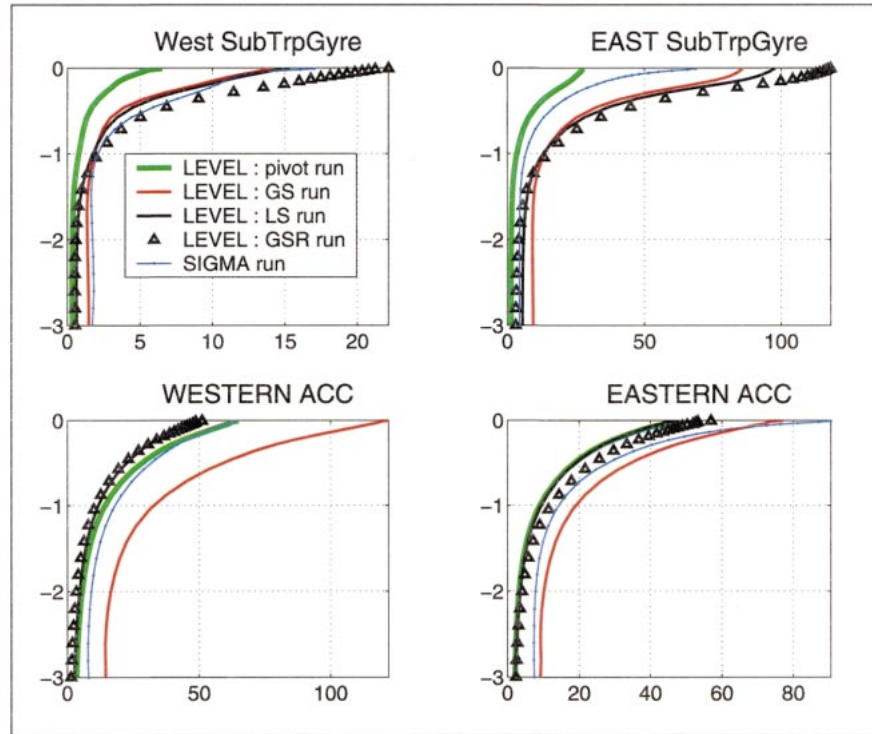 West SubTrpGyre
0
−1
−2
−3
0 5 10 15 20
LEVEL : pivot run
LEVEL : GS run
LEVEL : LS run
LEVEL : GSR run
SIGMA run
EAST SubTrpGyre
0
−1
−2
−3
0 50 100
WESTERN ACC
0
−1
−2
−3
0 50 100
EASTERN ACC
0
−1
−2
−3
0 20 40 60 80